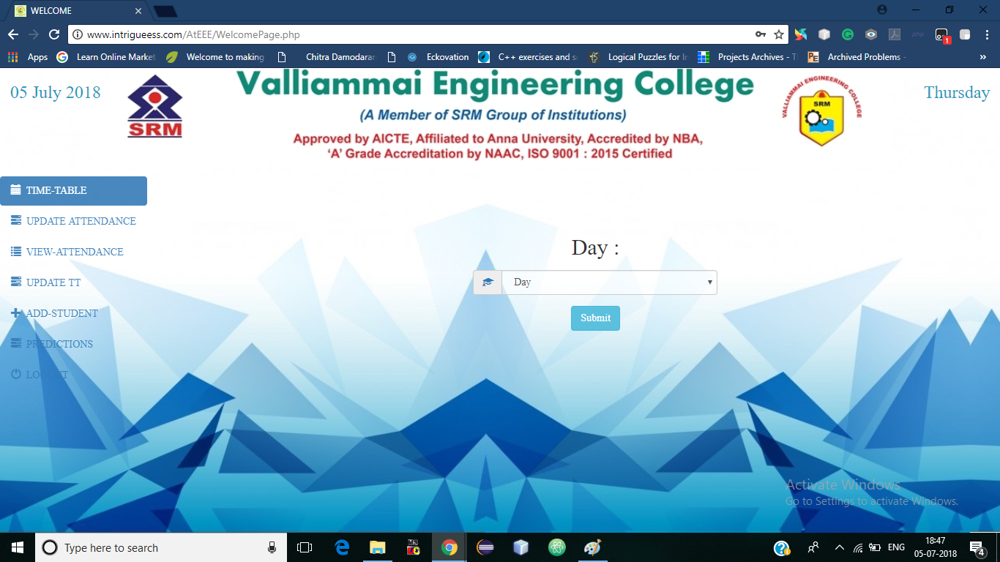 WELCOME
www.intrigueess.com/AtEEE/WelcomePage.php
Apps Learn Online Market Welcome to making Chitra Damodaran Eckovation C++ exercises and so Logical Puzzles for In Projects Archives - T Archived Problems - »
05 July 2018
SRM
Valliammai Engineering College
(A Member of SRM Group of Institutions)
Approved by AICTE, Affiliated to Anna University, Accredited by NBA,
‘A’ Grade Accreditation by NAAC, ISO 9001 : 2015 Certified
VALLIAMMAI ENGINEERING COLLEGE
SRM
Thursday
TIME-TABLE
UPDATE ATTENDANCE
VIEW-ATTENDANCE
UPDATE TT
ADD-STUDENT
PREDICTIONS
LOGOUT
Day :
Day
Submit
Activate Windows
Go to Settings to activate Windows.
Type here to search
ENG
18:47
05-07-2018
4